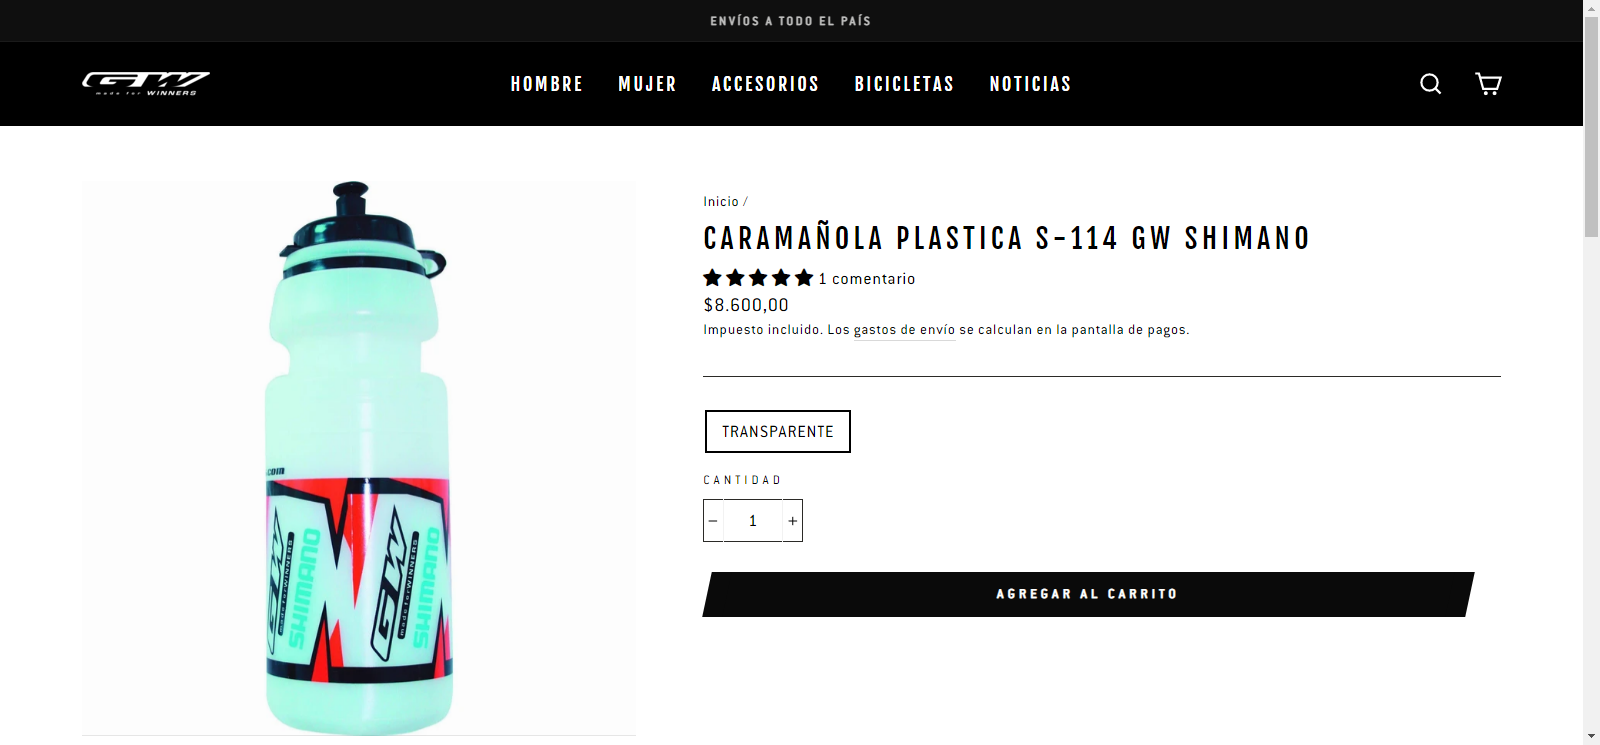 ENVÍOS A TODO EL PAÍS
GW
made for WINNERS
HOMBRE MUJER ACCESORIOS BICICLETAS NOTICIAS
Inicio /
CARAMAÑOLA PLASTICA S-114 GW SHIMANO
1 comentario
$8.600,00
Impuesto incluido. Los gastos de envío se calculan en la pantalla de pagos.
TRANSPARENTE
CANTIDAD
− 1 +
AGREGAR AL CARRITO
.com
GW
made for WINNERS
SHIMANO
GW
made for WINNERS
SHIMANO